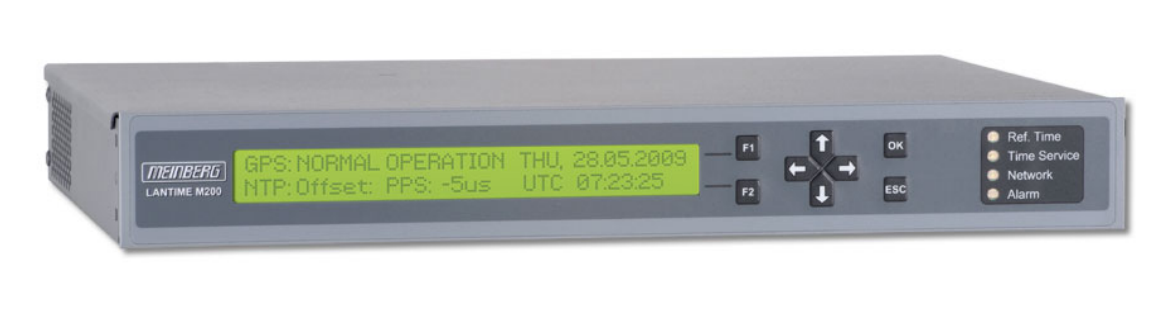 MEINBERG
LANTIME M200
GPS: NORMAL OPERATION THU, 28.05.2009
NTP: Offset: PPS: -5us UTC 07:23:25
F1
F2
OK
ESC
Ref. Time
Time Service
Network
Alarm